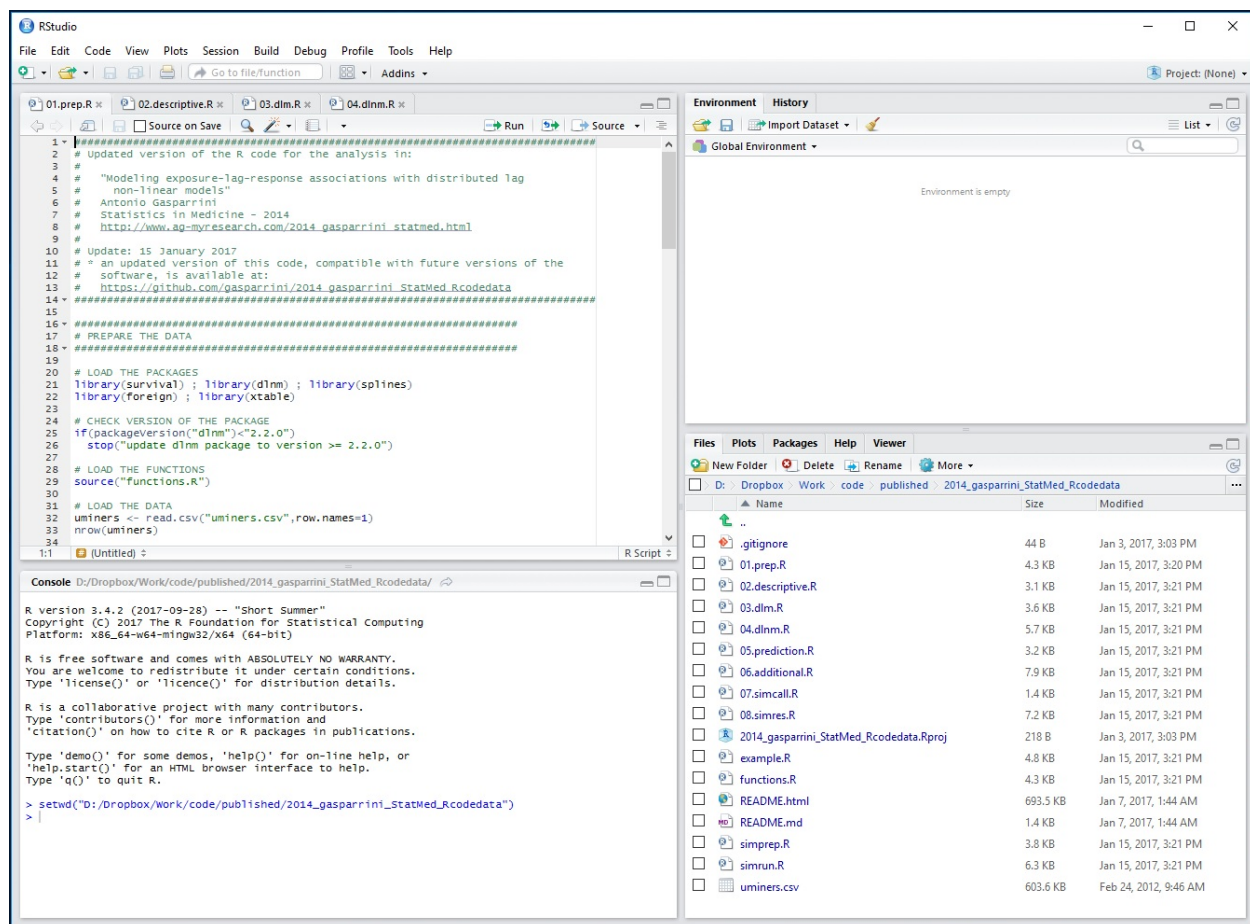 RStudio
File Edit Code View Plots Session Build Debug Profile Tools Help
Go to file/function Addins Project: (None)
01.prep.R 02.descriptive.R 03.dlm.R 04.dlnm.R
Source on Save Run Source
1 ################################################################################
2 # Updated version of the R code for the analysis in:
3 #
4 #   "Modeling exposure-lag-response associations with distributed lag
5 #     non-linear models"
6 #   Antonio Gasparrini
7 #   Statistics in Medicine - 2014
8 #   http://www.ag-myresearch.com/2014_gasparrini_statmed.html
9 #
10 # Update: 15 January 2017
11 # * an updated version of this code, compatible with future versions of the
12 #   software, is available at:
13 #   https://github.com/gasparrini/2014_gasparrini_StatMed_Rcodedata
14 ################################################################################
15
16 ####################################################################
17 # PREPARE THE DATA
18 ####################################################################
19
20 # LOAD THE PACKAGES
21 library(survival) ; library(dlnm) ; library(splines)
22 library(foreign) ; library(xtable)
23
24 # CHECK VERSION OF THE PACKAGE
25 if(packageVersion("dlnm")<"2.2.0")
26   stop("update dlnm package to version >= 2.2.0")
27
28 # LOAD THE FUNCTIONS
29 source("functions.R")
30
31 # LOAD THE DATA
32 uminers <- read.csv("uminers.csv",row.names=1)
33 nrow(uminers)
34
1:1 (Untitled) R Script
Console D:/Dropbox/Work/code/published/2014_gasparrini_StatMed_Rcodedata/
R version 3.4.2 (2017-09-28) -- "Short Summer"
Copyright (C) 2017 The R Foundation for Statistical Computing
Platform: x86_64-w64-mingw32/x64 (64-bit)
R is free software and comes with ABSOLUTELY NO WARRANTY.
You are welcome to redistribute it under certain conditions.
Type 'license()' or 'licence()' for distribution details.
R is a collaborative project with many contributors.
Type 'contributors()' for more information and
'citation()' on how to cite R or R packages in publications.
Type 'demo()' for some demos, 'help()' for on-line help, or
'help.start()' for an HTML browser interface to help.
Type 'q()' to quit R.
> setwd("D:/Dropbox/Work/code/published/2014_gasparrini_StatMed_Rcodedata")
>
Environment History
Import Dataset List
Global Environment
Environment is empty
Files Plots Packages Help Viewer
New Folder Delete Rename More
D: Dropbox Work code published 2014_gasparrini_StatMed_Rcodedata ...
Name Size Modified
..
.gitignore 44 B Jan 3, 2017, 3:03 PM
01.prep.R 4.3 KB Jan 15, 2017, 3:20 PM
02.descriptive.R 3.1 KB Jan 15, 2017, 3:21 PM
03.dlm.R 3.6 KB Jan 15, 2017, 3:21 PM
04.dlnm.R 5.7 KB Jan 15, 2017, 3:21 PM
05.prediction.R 3.2 KB Jan 15, 2017, 3:21 PM
06.additional.R 7.9 KB Jan 15, 2017, 3:21 PM
07.simcall.R 1.4 KB Jan 15, 2017, 3:21 PM
08.simres.R 7.2 KB Jan 15, 2017, 3:21 PM
2014_gasparrini_StatMed_Rcodedata.Rproj 218 B Jan 3, 2017, 3:03 PM
example.R 4.8 KB Jan 15, 2017, 3:21 PM
functions.R 4.3 KB Jan 15, 2017, 3:21 PM
README.html 693.5 KB Jan 7, 2017, 1:44 AM
README.md 1.4 KB Jan 7, 2017, 1:44 AM
simprep.R 3.8 KB Jan 15, 2017, 3:21 PM
simrun.R 6.3 KB Jan 15, 2017, 3:21 PM
uminers.csv 603.6 KB Feb 24, 2012, 9:46 AM